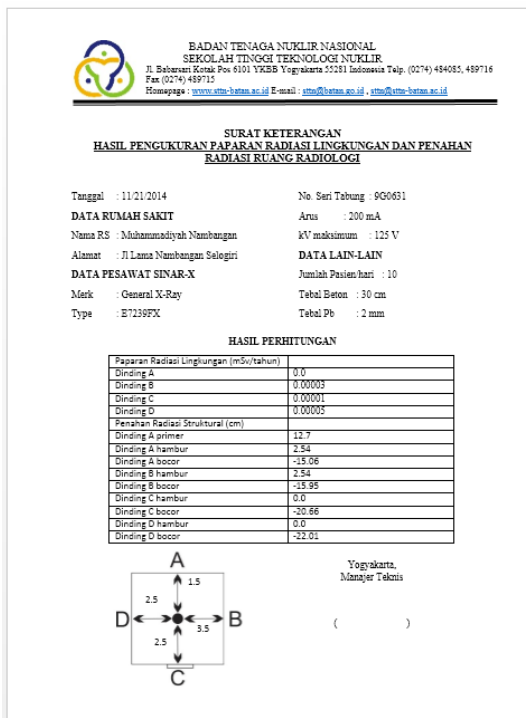 BADAN TENAGA NUKLIR NASIONAL
SEKOLAH TINGGI TEKNOLOGI NUKLIR
Jl. Babarsari Kotak Pos 6101 YKBB Yogyakarta 55281 Indonesia Telp. (0274) 484085, 489716
Fax (0274) 489715
Homepage : www.sttn-batan.ac.id E-mail : sttn@batan.go.id , sttn@sttn-batan.ac.id
SURAT KETERANGAN
HASIL PENGUKURAN PAPARAN RADIASI LINGKUNGAN DAN PENAHAN
RADIASI RUANG RADIOLOGI
Tanggal : 11/21/2014
DATA RUMAH SAKIT
Nama RS : Muhammadiyah Nambangan
Alamat : Jl Lama Nambangan Selogiri
DATA PESAWAT SINAR-X
Merk : General X-Ray
Type : E7239FX
No. Seri Tabung : 9G0631
Arus : 200 mA
kV maksimum : 125 V
DATA LAIN-LAIN
Jumlah Pasien/hari : 10
Tebal Beton : 30 cm
Tebal Pb : 2 mm
HASIL PERHITUNGAN
Paparan Radiasi Lingkungan (mSv/tahun)
Dinding A 0.0
Dinding B 0.00003
Dinding C 0.00001
Dinding D 0.00005
Penahan Radiasi Struktural (cm)
Dinding A primer 12.7
Dinding A hambur 2.54
Dinding A bocor -15.06
Dinding B hambur 2.54
Dinding B bocor -15.95
Dinding C hambur 0.0
Dinding C bocor -20.66
Dinding D hambur 0.0
Dinding D bocor -22.01
A
1.5
2.5
D
B
3.5
2.5
C
Yogyakarta,
Manajer Teknis
( )